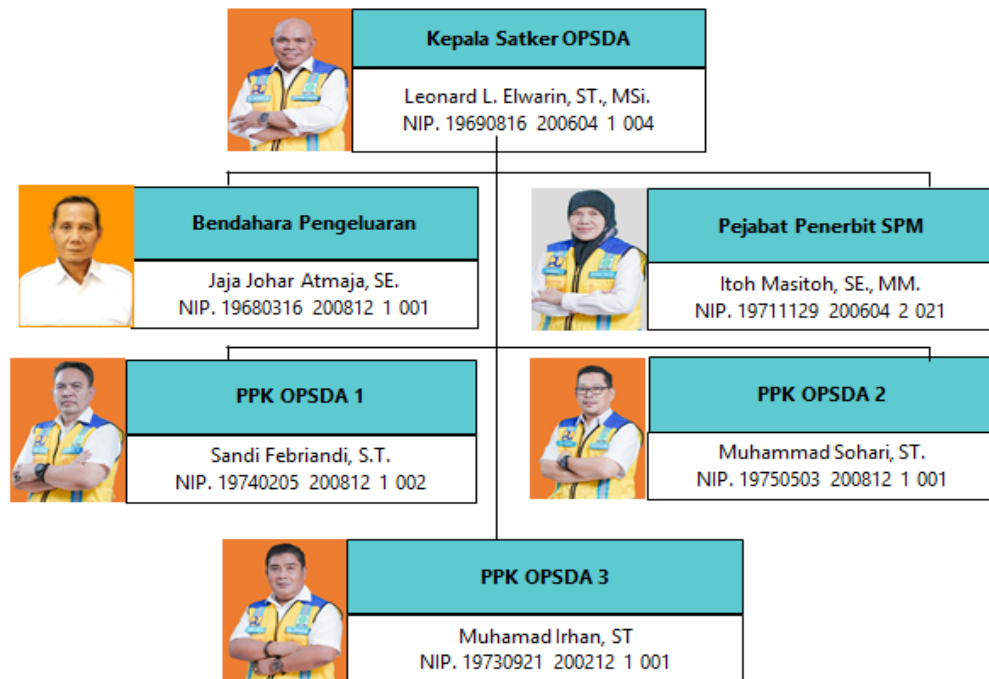 Kepala Satker OPSDA
Leonard L. Elwarin, ST., MSi.
NIP. 19690816 200604 1 004
Bendahara Pengeluaran
Jaja Johar Atmaja, SE.
NIP. 19680316 200812 1 001
Pejabat Penerbit SPM
Itoh Masitoh, SE., MM.
NIP. 19711129 200604 2 021
PPK OPSDA 1
Sandi Febriandi, S.T.
NIP. 19740205 200812 1 002
PPK OPSDA 2
Muhammad Sohari, ST.
NIP. 19750503 200812 1 001
PPK OPSDA 3
Muhamad Irhan, ST
NIP. 19730921 200212 1 001